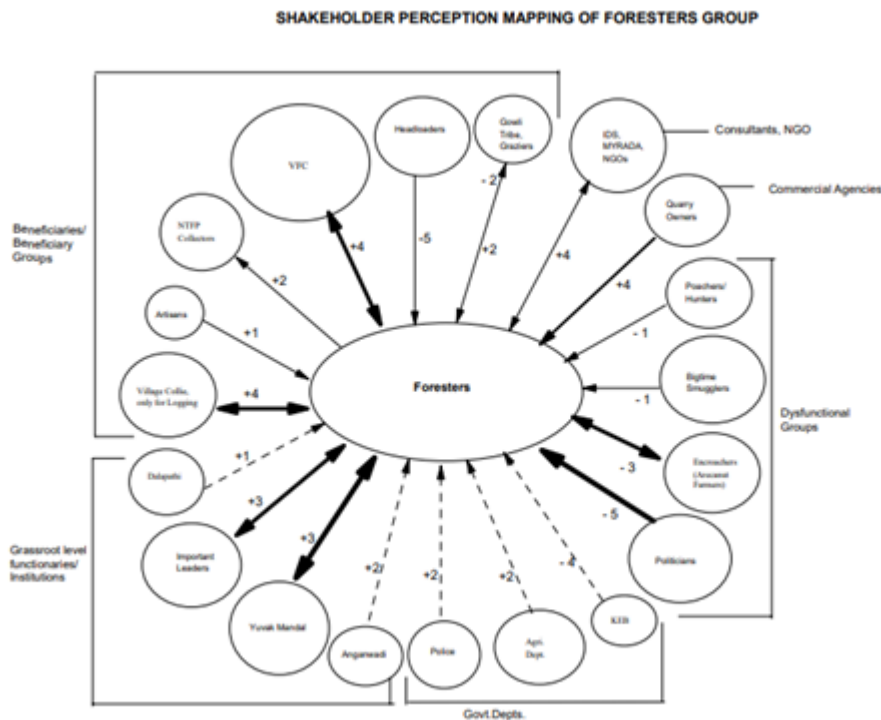 SHAKEHOLDER PERCEPTION MAPPING OF FORESTERS GROUP
VFC
Headloaders
Gowli
Tribe,
Graziers
IDS,
MYRADA,
NGOs
Consultants, NGO
Quarry
Owners
Commercial Agencies
NTFP
Collectors
Beneficiaries/
Beneficiary
Groups
Artisans
Poachers/
Hunters
Village Collie,
only for Logging
Foresters
Bigtime
Smugglers
Dysfunctional
Groups
Dalapathi
Encroachers
(Arecanut
Farmers)
Grassroot level
functionaries/
Institutions
Important
Leaders
Politicians
Yuvak Mandal
Anganwadi
Police
Agri.
Dept.
KEB
Govt.Depts.
+4
-5
- 2
+2
+4
+4
+2
+1
- 1
+4
- 1
+1
- 3
+3
- 5
+3
+2
+2
+2
- 4